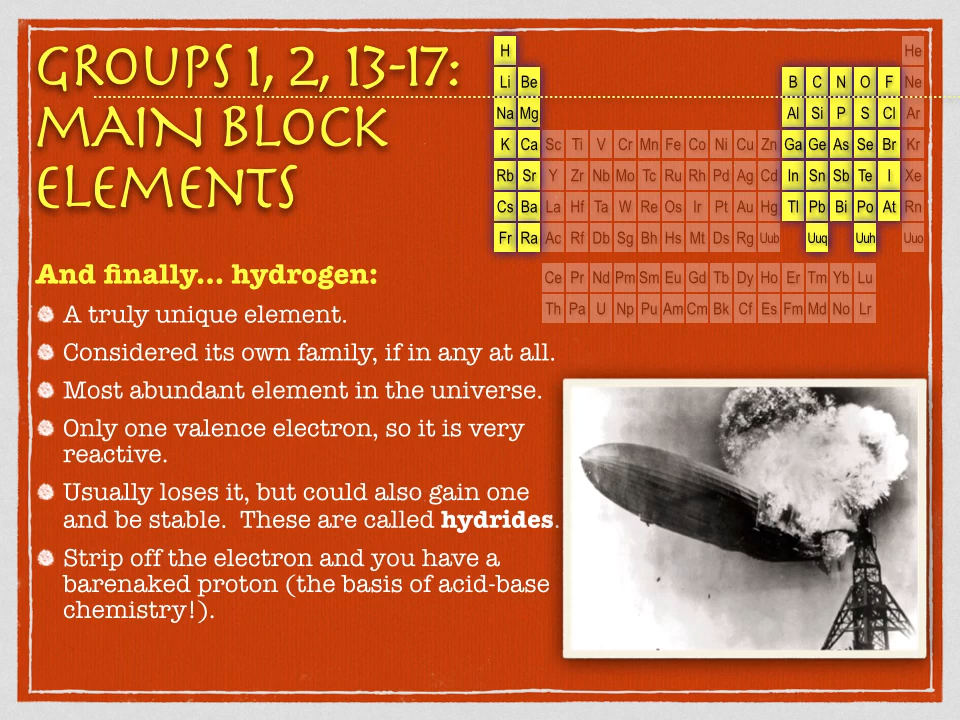 GROUPS 1, 2, 13-17:
MAIN BLOCK
ELEMENTS
H He
Li Be B C N O F Ne
Na Mg Al Si P S Cl Ar
K Ca Sc Ti V Cr Mn Fe Co Ni Cu Zn Ga Ge As Se Br Kr
Rb Sr Y Zr Nb Mo Tc Ru Rh Pd Ag Cd In Sn Sb Te I Xe
Cs Ba La Hf Ta W Re Os Ir Pt Au Hg Tl Pb Bi Po At Rn
Fr Ra Ac Rf Db Sg Bh Hs Mt Ds Rg Uub Uuq Uuh Uuo
Ce Pr Nd Pm Sm Eu Gd Tb Dy Ho Er Tm Yb Lu
Th Pa U Np Pu Am Cm Bk Cf Es Fm Md No Lr
And finally... hydrogen:
A truly unique element.
Considered its own family, if in any at all.
Most abundant element in the universe.
Only one valence electron, so it is very
reactive.
Usually loses it, but could also gain one
and be stable. These are called hydrides.
Strip off the electron and you have a
barenaked proton (the basis of acid-base
chemistry!).